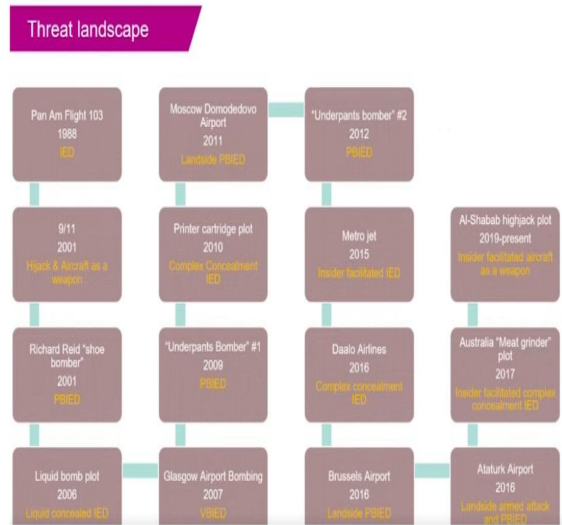 Threat landscape
Pan Am Flight 103
1988
IED
9/11
2001
Hijack & Aircraft as a
weapon
Richard Reid "shoe
bomber"
2001
PBIED
Liquid bomb plot
2006
Liquid concealed IED
Glasgow Airport Bombing
2007
VBIED
"Underpants Bomber" #1
2009
PBIED
Printer cartridge plot
2010
Complex Concealment
IED
Moscow Domodedovo
Airport
2011
Landside PBIED
"Underpants bomber" #2
2012
PBIED
Metro jet
2015
Insider facilitated IED
Daalo Airlines
2016
Complex concealment
IED
Brussels Airport
2016
Landside PBIED
Ataturk Airport
2016
Landside armed attack
and PBIED
Australia "Meat grinder"
plot
2017
Insider facilitated complex
concealment IED
Al-Shabab highjack plot
2019-present
Insider facilitated aircraft
as a weapon